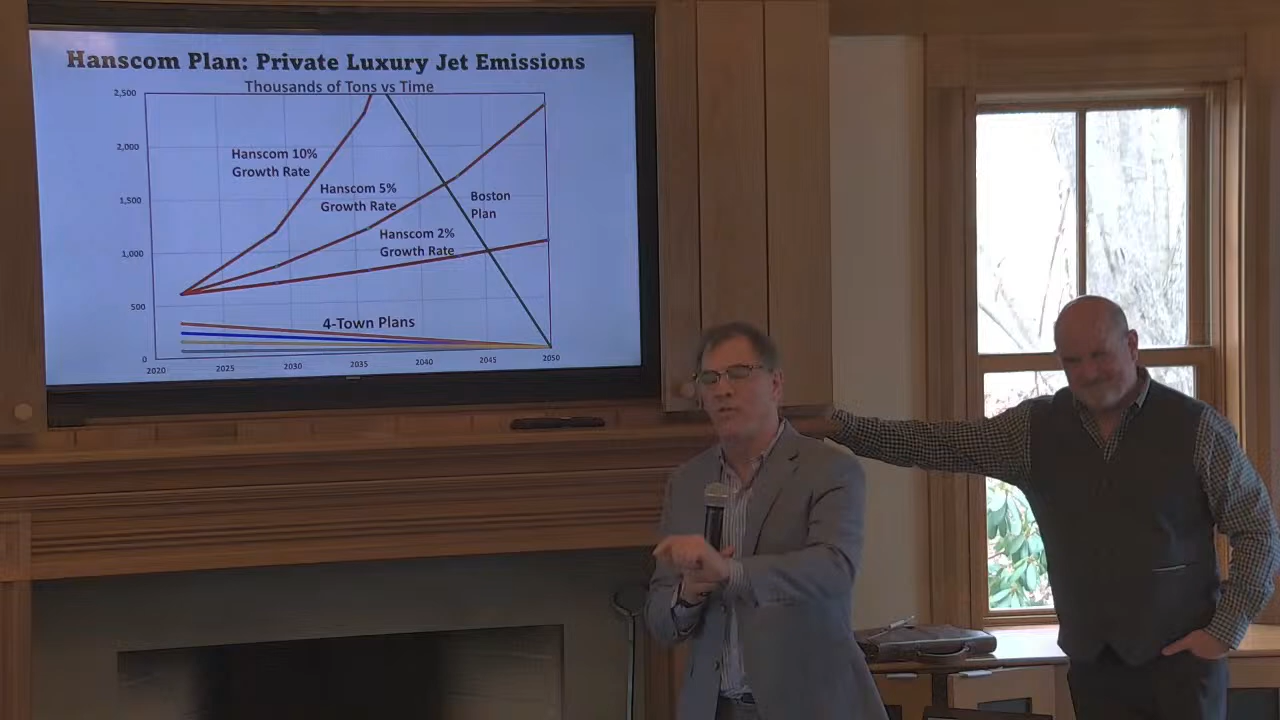 Hanscom Plan: Private Luxury Jet Emissions
Thousands of Tons vs Time
2,500
2,000
1,500
1,000
500
0
Hanscom 10%
Growth Rate
Hanscom 5%
Growth Rate
Hanscom 2%
Growth Rate
Boston
Plan
4-Town Plans
2020
2025
2030
2035
2040
2045
2050